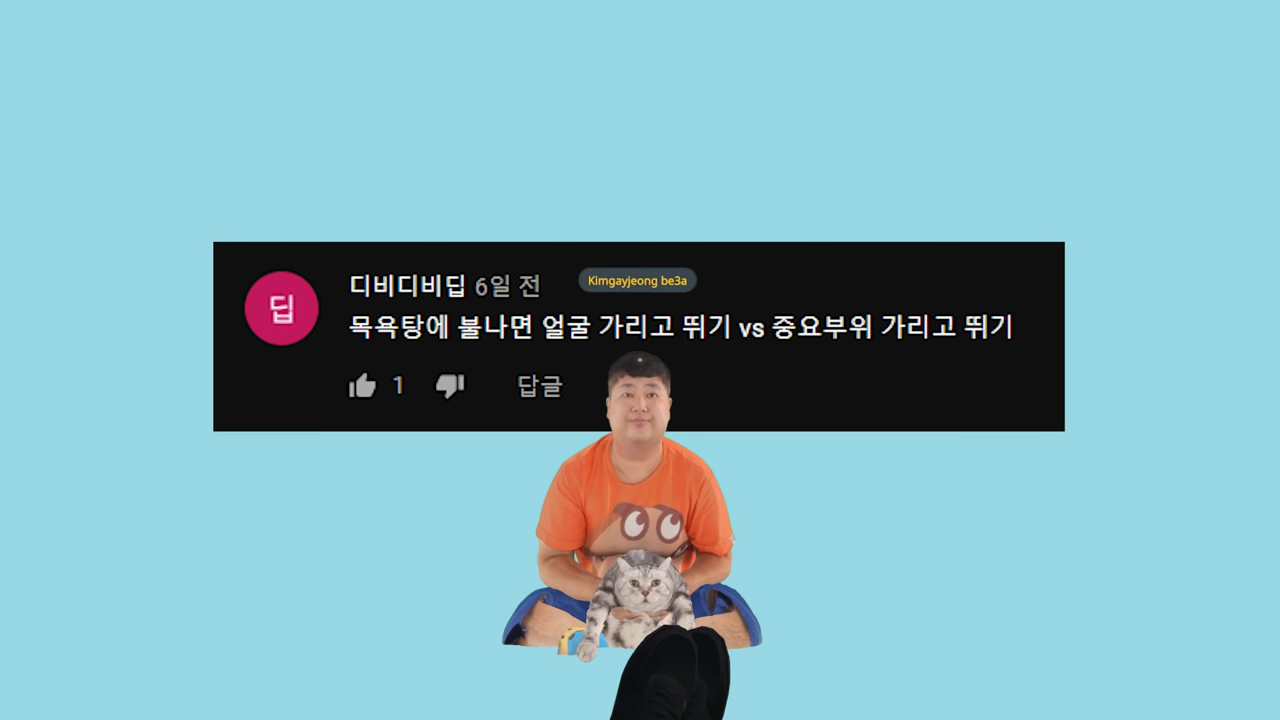 딥
디비디비딥 6일 전
Kimgayjeong be3a
목욕탕에 불나면 얼굴 가리고 뛰기 vs 중요부위 가리고 뛰기
1 답글